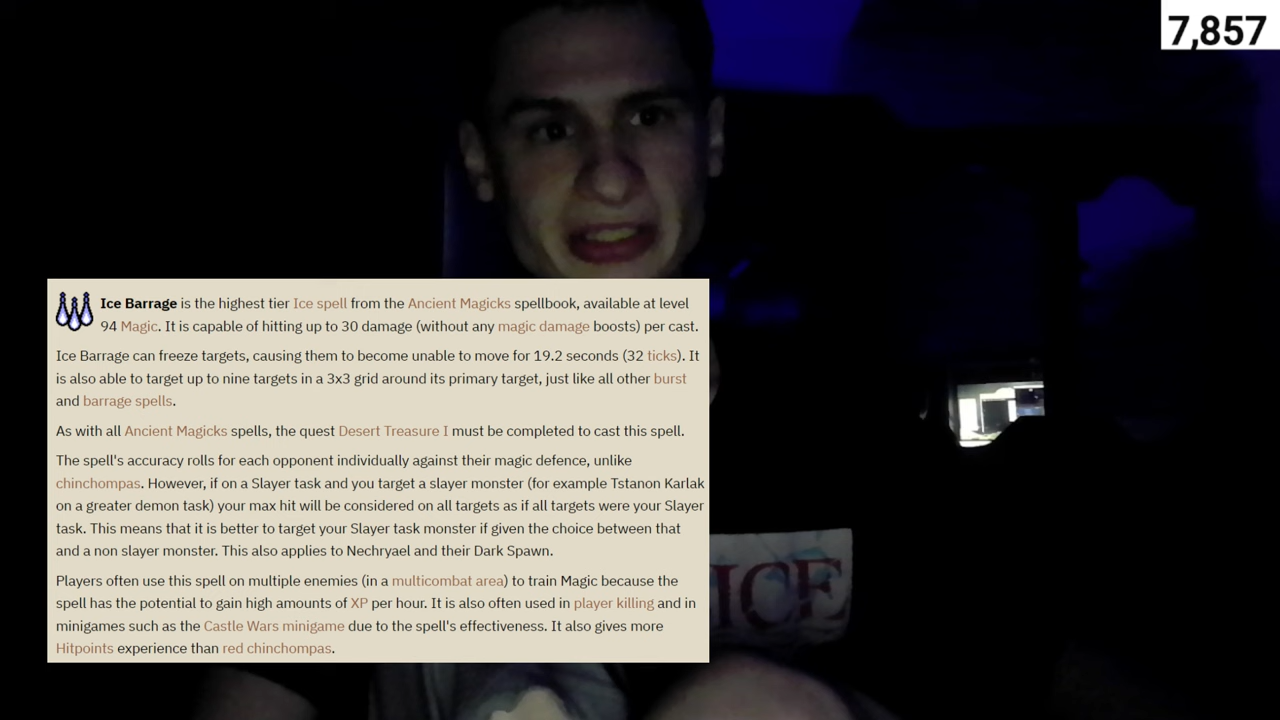 7,857
Ice Barrage is the highest tier Ice spell from the Ancient Magicks spellbook, available at level
94 Magic. It is capable of hitting up to 30 damage (without any magic damage boosts) per cast.
Ice Barrage can freeze targets, causing them to become unable to move for 19.2 seconds (32 ticks). It
is also able to target up to nine targets in a 3x3 grid around its primary target, just like all other burst
and barrage spells.
As with all Ancient Magicks spells, the quest Desert Treasure I must be completed to cast this spell.
The spell's accuracy rolls for each opponent individually against their magic defence, unlike
chinchompas. However, if on a Slayer task and you target a slayer monster (for example Tstanon Karlak
on a greater demon task) your max hit will be considered on all targets as if all targets were your Slayer
task. This means that it is better to target your Slayer task monster if given the choice between that
and a non slayer monster. This also applies to Nechryael and their Dark Spawn.
Players often use this spell on multiple enemies (in a multicombat area) to train Magic because the
spell has the potential to gain high amounts of XP per hour. It is also often used in player killing and in
minigames such as the Castle Wars minigame due to the spell's effectiveness. It also gives more
Hitpoints experience than red chinchompas.
ICE